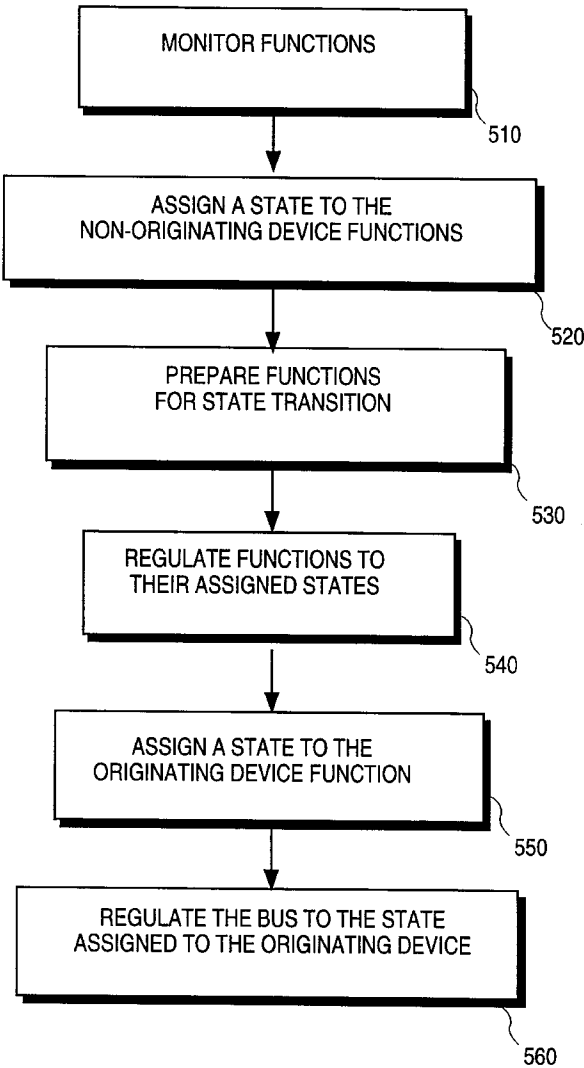 MONITOR FUNCTIONS
510
ASSIGN A STATE TO THE
NON-ORIGINATING DEVICE FUNCTIONS
520
PREPARE FUNCTIONS
FOR STATE TRANSITION
530
REGULATE FUNCTIONS TO
THEIR ASSIGNED STATES
540
ASSIGN A STATE TO THE
ORIGINATING DEVICE FUNCTION
550
REGULATE THE BUS TO THE STATE
ASSIGNED TO THE ORIGINATING DEVICE
560